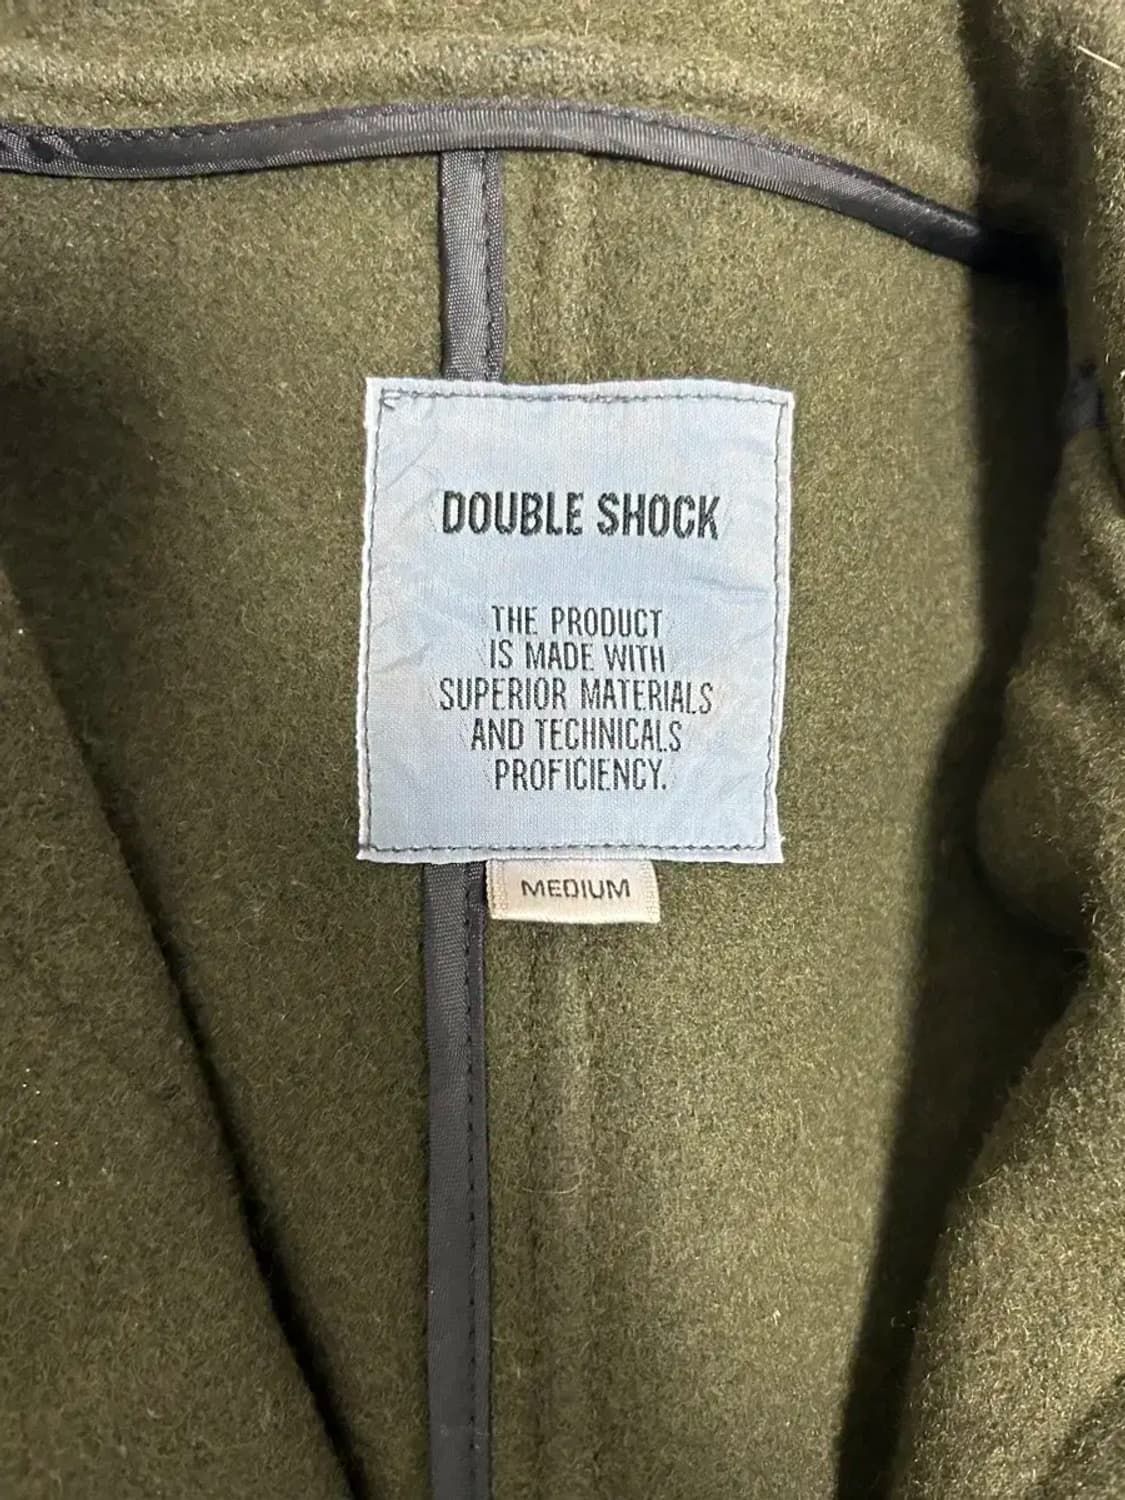 DOUBLE SHOCK
THE PRODUCT
IS MADE WITH
SUPERIOR MATERIALS
AND TECHNICALS
PROFICIENCY.
MEDIUM